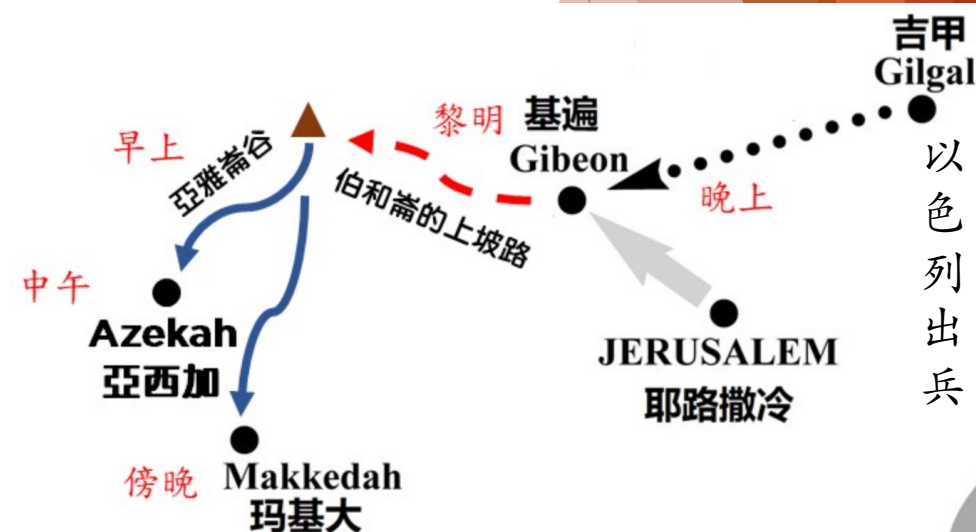 吉甲
Gilgal
以色列出兵
黎明
基遍
Gibeon
晚上
早上
亞雅崙谷
伯和崙的上坡路
中午
Azekah
亞西加
JERUSALEM
耶路撒冷
傍晚
Makkedah
玛基大